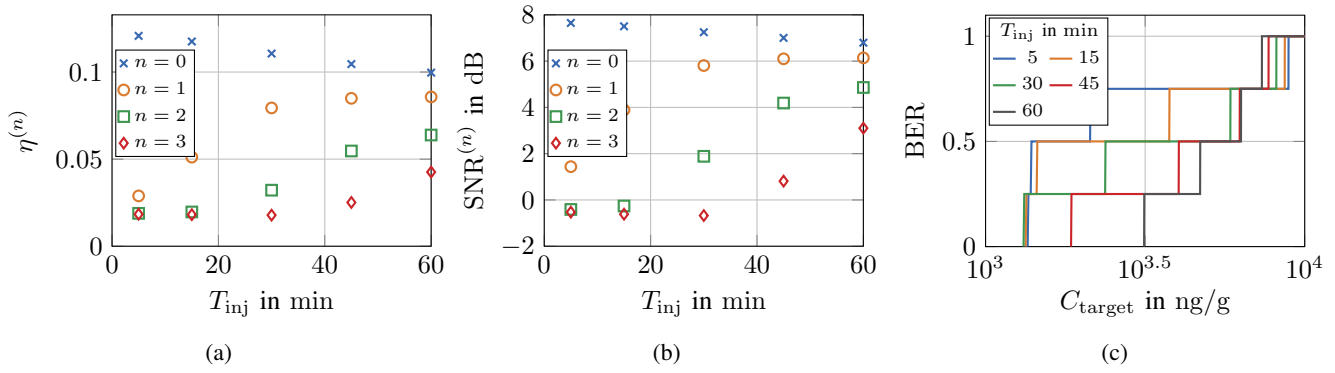 0.1
0.05
0
η^(n)
n = 0
n = 1
n = 2
n = 3
0 20 40 60
T_inj in min
(a)
8
6
4
2
0
−2
SNR^(n) in dB
n = 0
n = 1
n = 2
n = 3
0 20 40 60
T_inj in min
(b)
1
0.5
0
BER
T_inj in min
5 15
30 45
60
10^3 10^3.5 10^4
C_target in ng/g
(c)